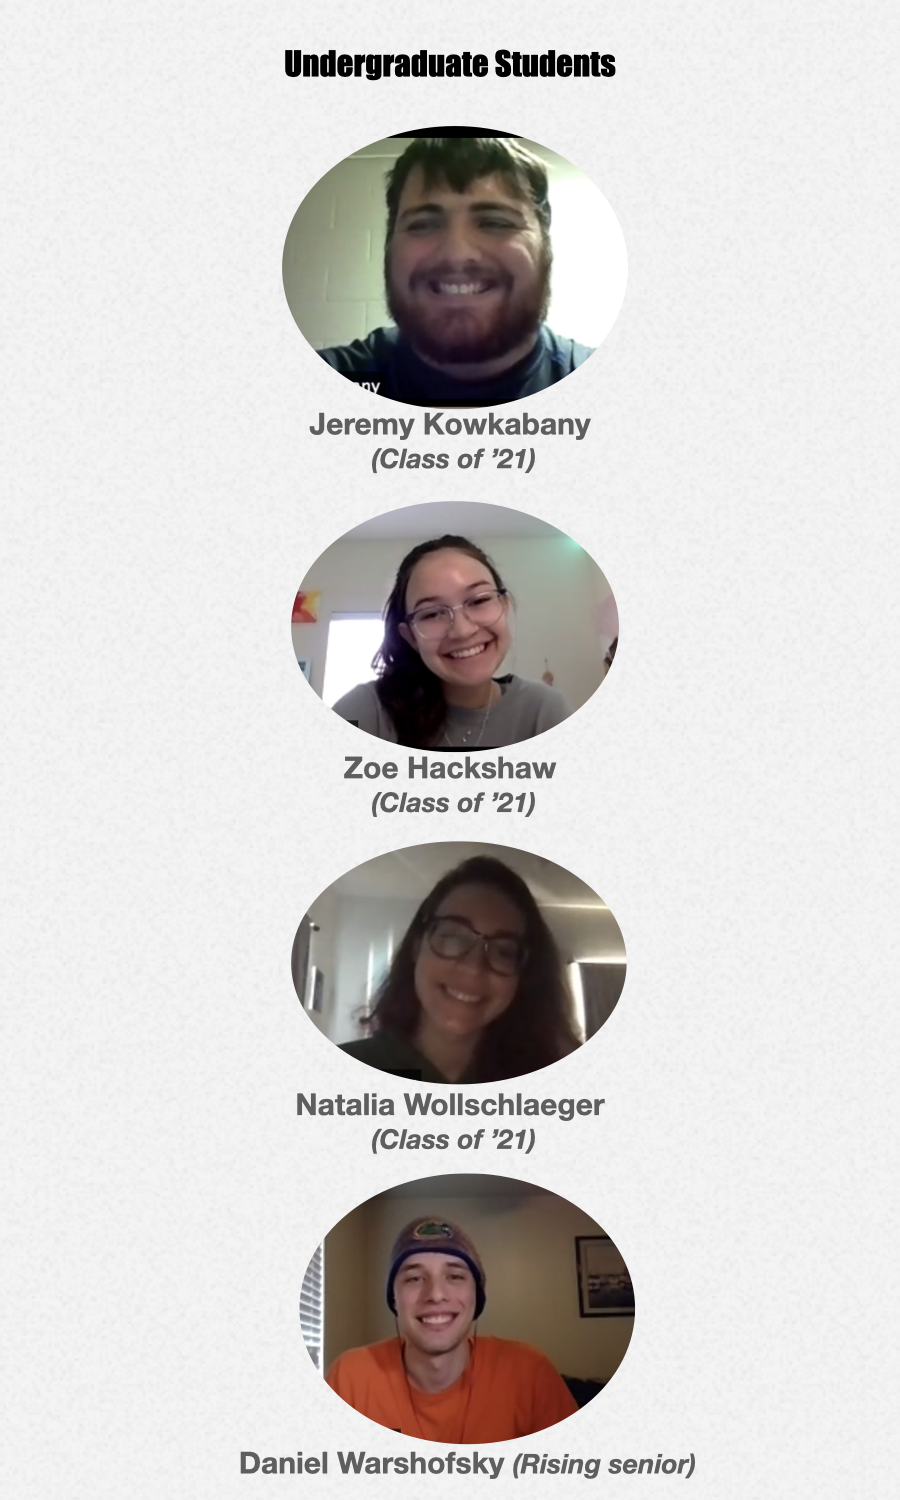 Undergraduate Students
ny
Jeremy Kowkabany
(Class of ’21)
Zoe Hackshaw
(Class of ’21)
Natalia Wollschlaeger
(Class of ’21)
Daniel Warshofsky (Rising senior)